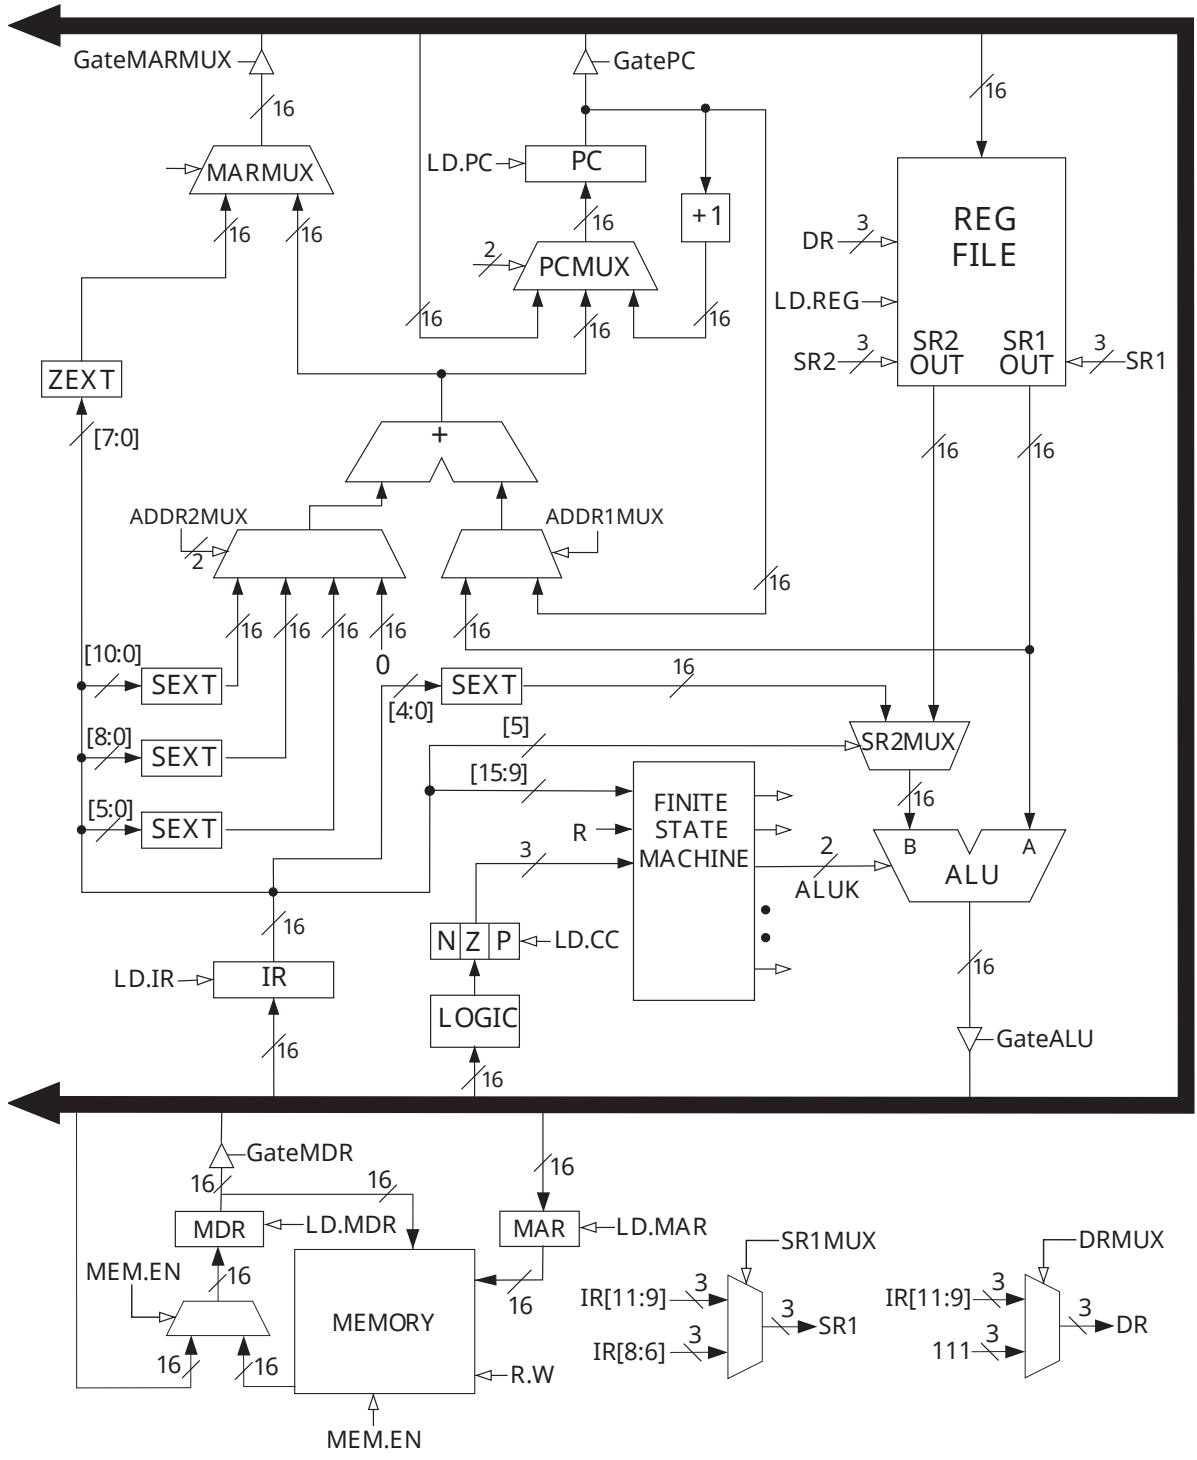 GateMARMUX
GatePC
16
16
MARMUX
LD.PC
PC
16
16
16
+1
2
PCMUX
16
16
16
REG
FILE
DR
3
LD.REG
SR2
3
SR2
OUT
SR1
OUT
3
SR1
ZEXT
[7:0]
+
16
16
ADDR2MUX
2
ADDR1MUX
16
16
16
16
16
16
0
[10:0]
SEXT
[4:0]
SEXT
16
[8:0]
SEXT
[5]
SR2MUX
[5:0]
SEXT
[15:9]
16
FINITE
STATE
MACHINE
R
3
2
ALUK
B
A
ALU
16
N Z P
LD.CC
LD.IR
IR
16
LOGIC
16
16
GateALU
GateMDR
16
16
16
MDR
LD.MDR
MAR
LD.MAR
MEM.EN
16
16
MEMORY
16
16
R.W
MEM.EN
SR1MUX
IR[11:9]
3
3
SR1
IR[8:6]
3
DRMUX
IR[11:9]
3
3
DR
111
3